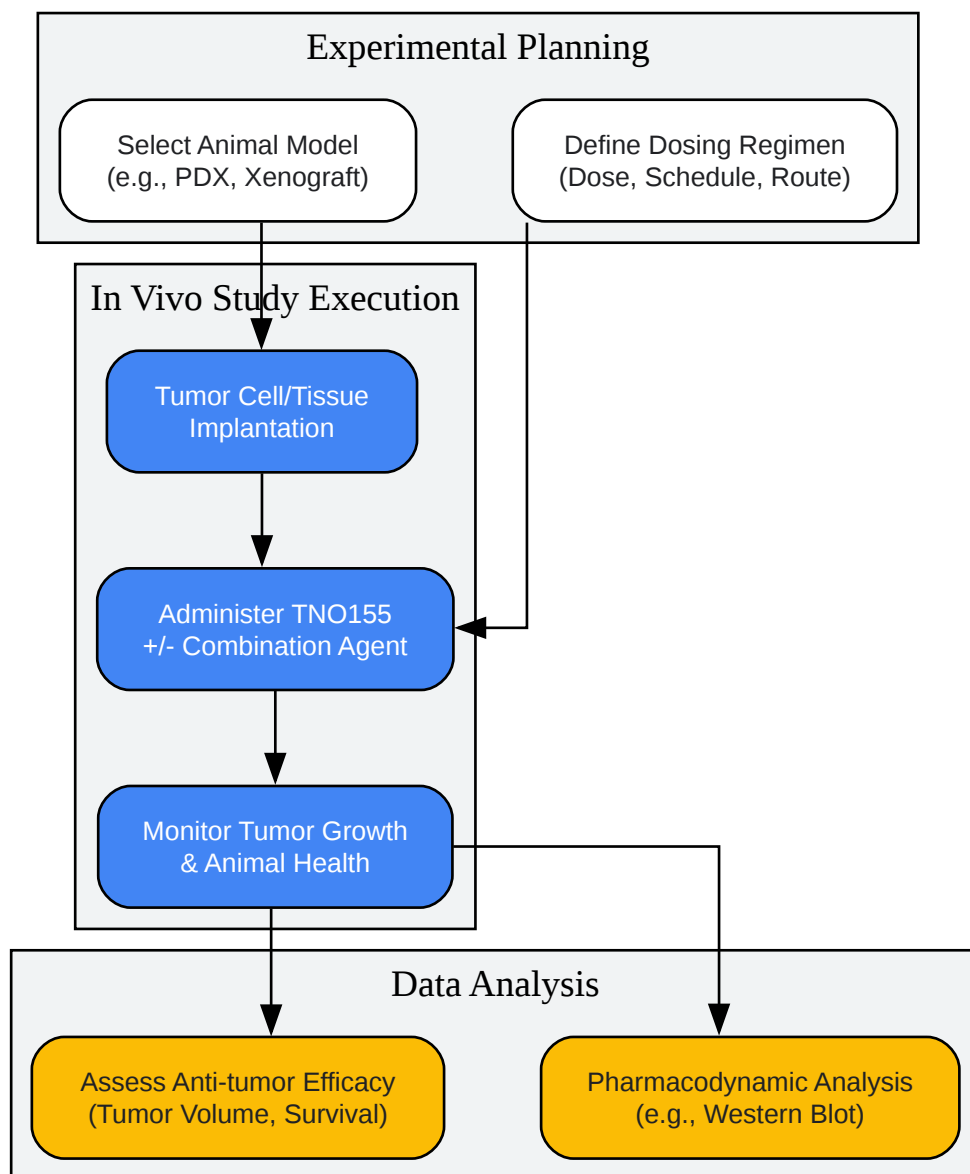 Experimental Planning
Select Animal Model
(e.g., PDX, Xenograft)
Define Dosing Regimen
(Dose, Schedule, Route)
In Vivo Study Execution
Tumor Cell/Tissue
Implantation
Administer TNO155
+/- Combination Agent
Monitor Tumor Growth
& Animal Health
Data Analysis
Assess Anti-tumor Efficacy
(Tumor Volume, Survival)
Pharmacodynamic Analysis
(e.g., Western Blot)